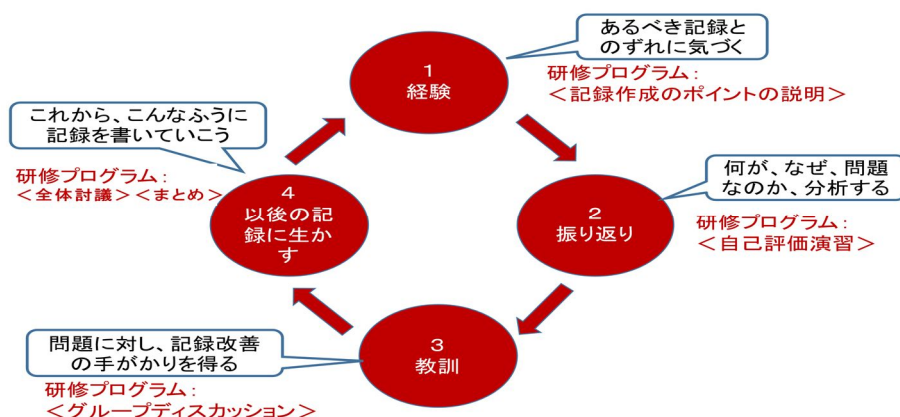 あるべき記録と
のずれに気づく
1
経験
研修プログラム：
＜記録作成のポイントの説明＞
これから、こんなふうに
記録を書いていこう
研修プログラム：
＜全体討議＞＜まとめ＞
4
以後の記
録に生か
す
何が、なぜ、問題
なのか、分析する
2
振り返り
研修プログラム：
＜自己評価演習＞
問題に対し、記録改善
の手がかりを得る
3
教訓
研修プログラム：
＜グループディスカッション＞